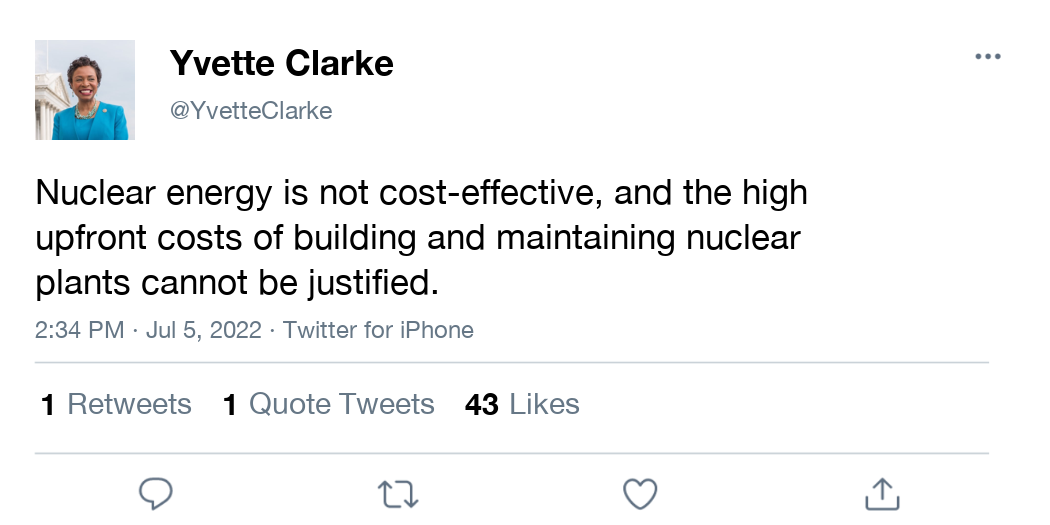 Yvette Clarke
@YvetteClarke
Nuclear energy is not cost-effective, and the high
upfront costs of building and maintaining nuclear
plants cannot be justified.
2:34 PM · Jul 5, 2022 · Twitter for iPhone
1 Retweets 1 Quote Tweets 43 Likes